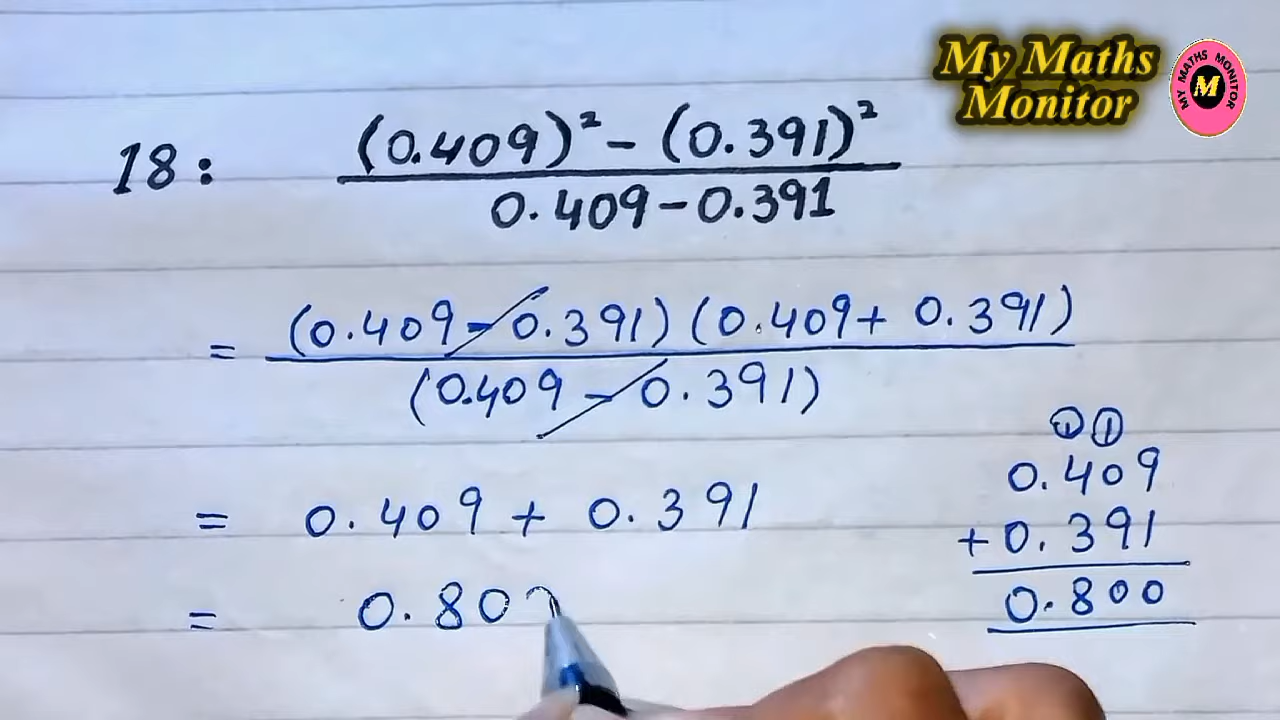 My Maths
Monitor
MY MATHS MONITOR
M
18: (0.409)² - (0.391)²
0.409-0.391
= (0.409-0.391) (0.409+ 0.391)
(0.409-0.391)
= 0.409 + 0.391
= 0.80
1 1
0.409
+0.391
0.800